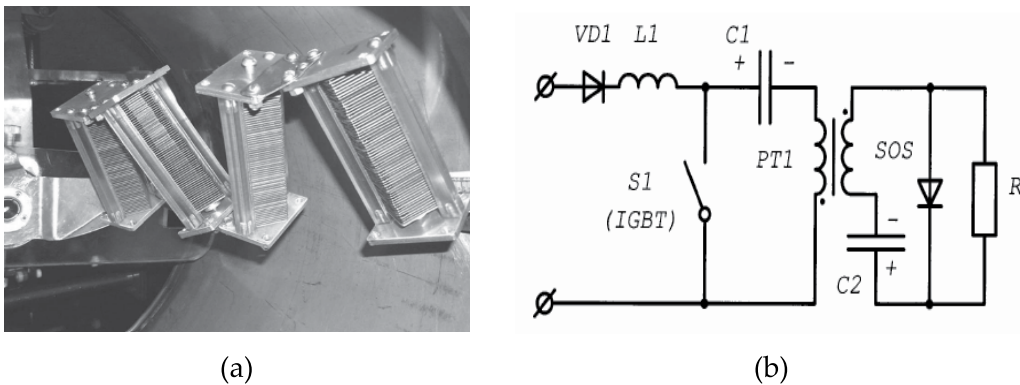 VD1 L1 C1
+ -
PT1 SOS
S1
(IGBT)
R
-
+
C2
(a) (b)